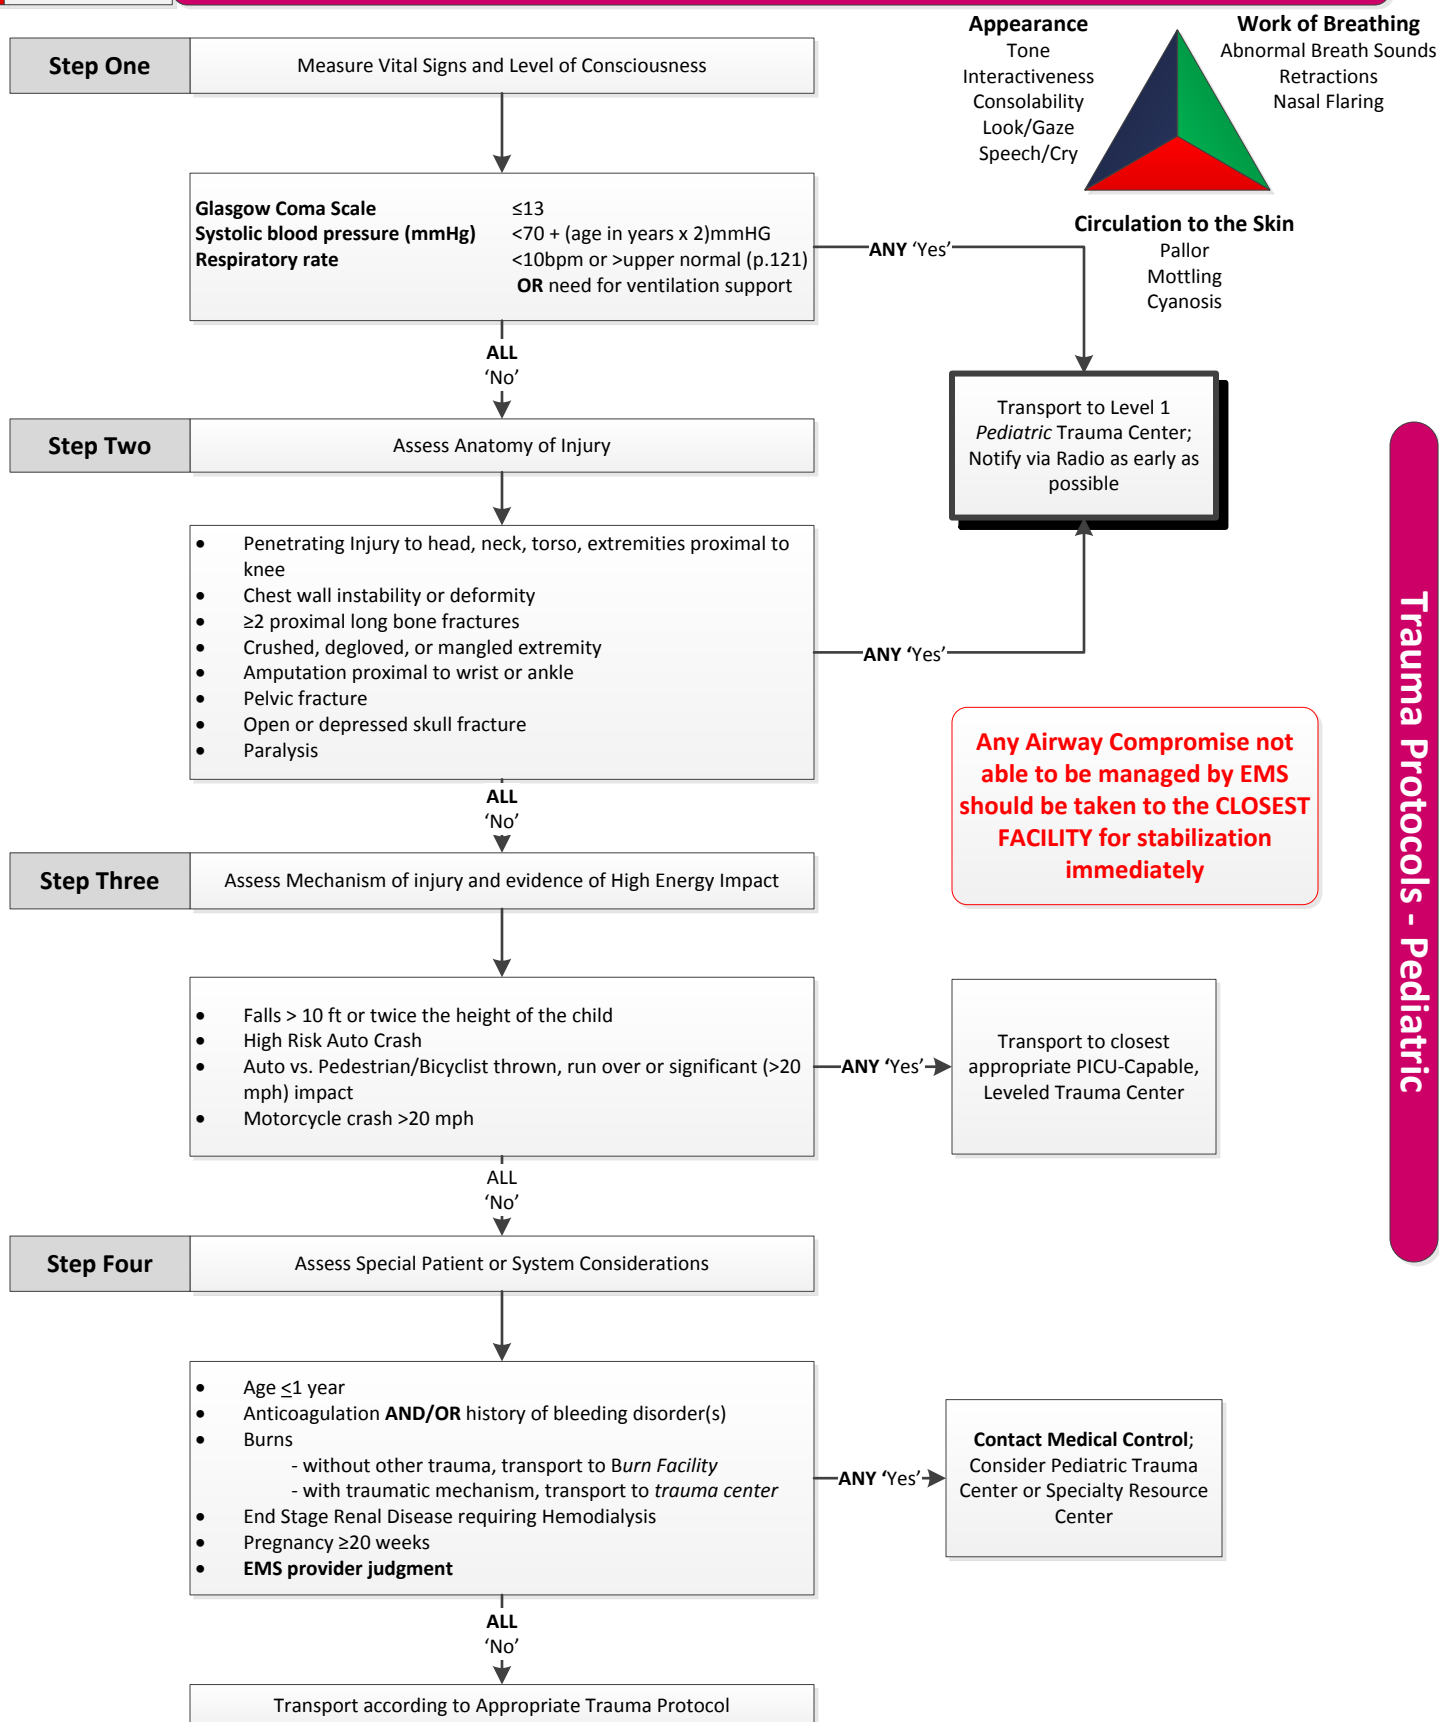 Appearance
Tone
Interactiveness
Consolability
Look/Gaze
Speech/Cry
Work of Breathing
Abnormal Breath Sounds
Retractions
Nasal Flaring
Circulation to the Skin
Pallor
Mottling
Cyanosis
Step One
Measure Vital Signs and Level of Consciousness
Glasgow Coma Scale ≤13
Systolic blood pressure (mmHg) <70 + (age in years x 2)mmHG
Respiratory rate <10bpm or >upper normal (p.121)
OR need for ventilation support
ANY 'Yes'
ALL
'No'
Transport to Level 1
Pediatric Trauma Center;
Notify via Radio as early as
possible
Step Two
Assess Anatomy of Injury
• Penetrating Injury to head, neck, torso, extremities proximal to
knee
• Chest wall instability or deformity
• ≥2 proximal long bone fractures
• Crushed, degloved, or mangled extremity
• Amputation proximal to wrist or ankle
• Pelvic fracture
• Open or depressed skull fracture
• Paralysis
ANY 'Yes'
ALL
'No'
Any Airway Compromise not
able to be managed by EMS
should be taken to the CLOSEST
FACILITY for stabilization
immediately
Trauma Protocols - Pediatric
Step Three
Assess Mechanism of injury and evidence of High Energy Impact
• Falls > 10 ft or twice the height of the child
• High Risk Auto Crash
• Auto vs. Pedestrian/Bicyclist thrown, run over or significant (>20
mph) impact
• Motorcycle crash >20 mph
ANY 'Yes'
Transport to closest
appropriate PICU-Capable,
Leveled Trauma Center
ALL
'No'
Step Four
Assess Special Patient or System Considerations
• Age ≤1 year
• Anticoagulation AND/OR history of bleeding disorder(s)
• Burns
- without other trauma, transport to Burn Facility
- with traumatic mechanism, transport to trauma center
• End Stage Renal Disease requiring Hemodialysis
• Pregnancy ≥20 weeks
• EMS provider judgment
ANY 'Yes'
Contact Medical Control;
Consider Pediatric Trauma
Center or Specialty Resource
Center
ALL
'No'
Transport according to Appropriate Trauma Protocol